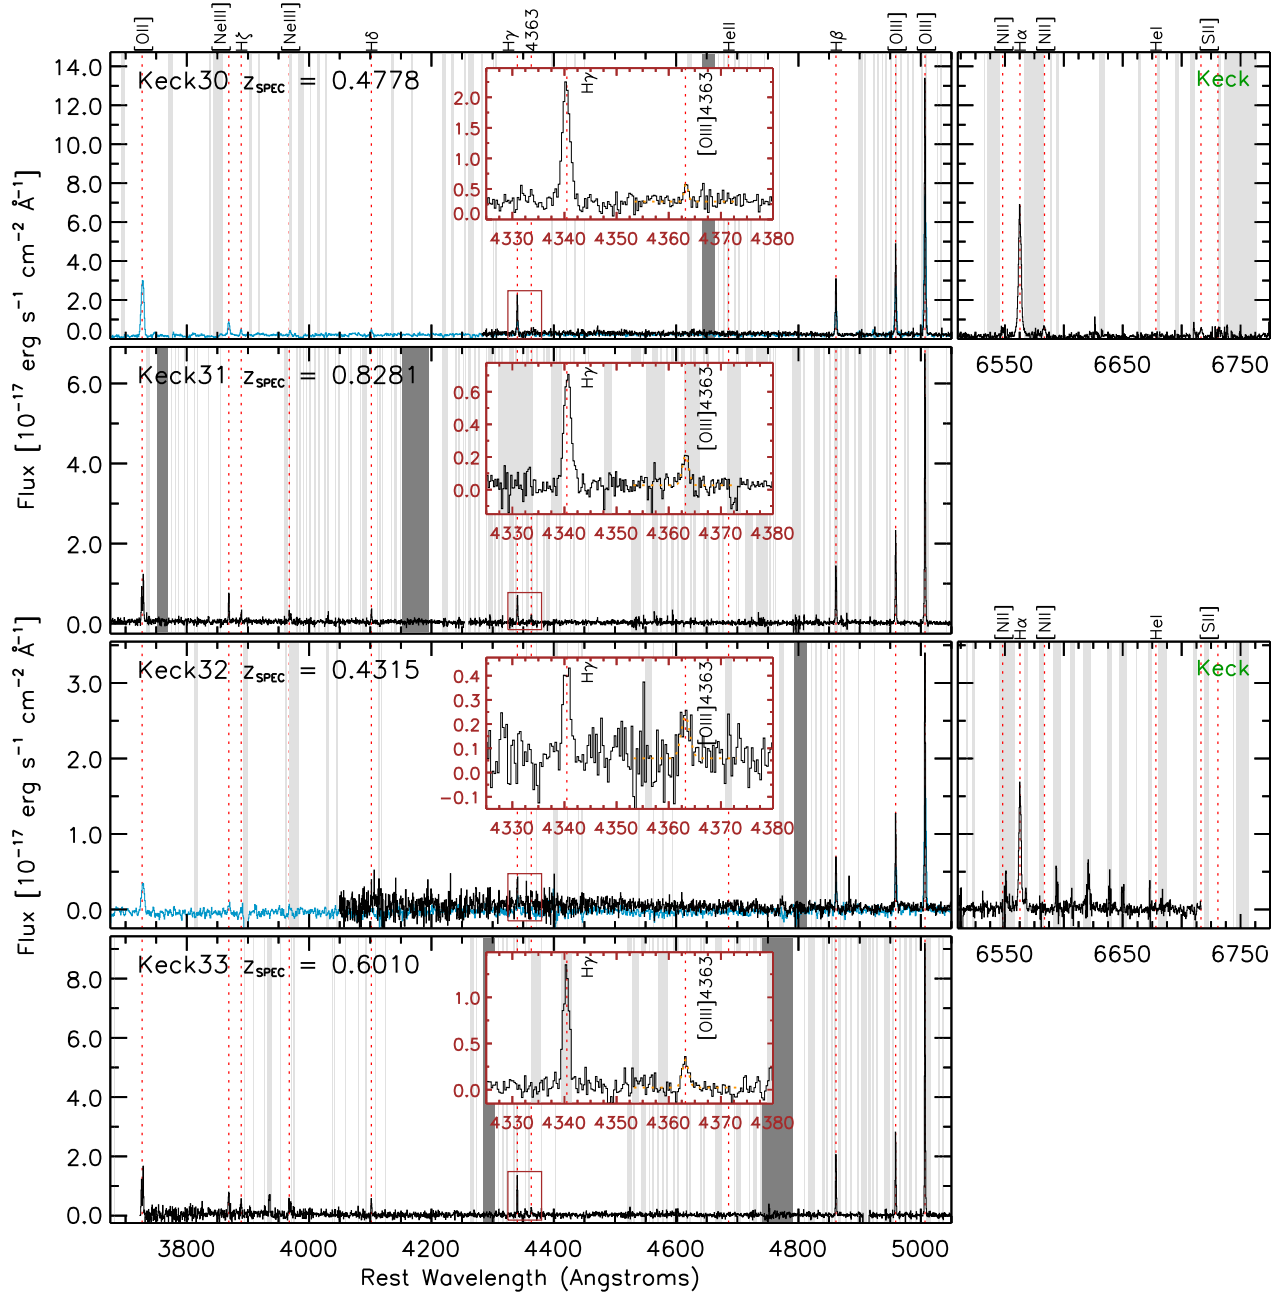 [OII] [NeIII] Hζ [NeIII] Hδ Hγ 4363 HeII Hβ [OIII] [OIII] [NII] Hα [NII] HeI [SII]
Keck30 zSPEC = 0.4778
Keck
14.0
12.0
10.0
8.0
6.0
4.0
2.0
0.0
Flux [10⁻¹⁷ erg s⁻¹ cm⁻² Å⁻¹]
Hγ
[OIII]4363
2.0
1.5
1.0
0.5
0.0
4330 4340 4350 4360 4370 4380
6550 6650 6750
Keck31 zSPEC = 0.8281
6.0
4.0
2.0
0.0
Hγ
[OIII]4363
0.6
0.4
0.2
0.0
4330 4340 4350 4360 4370 4380
[NII] Hα [NII] HeI [SII]
Keck32 zSPEC = 0.4315
Keck
3.0
2.0
1.0
0.0
Flux [10⁻¹⁷ erg s⁻¹ cm⁻² Å⁻¹]
Hγ
[OIII]4363
0.4
0.3
0.2
0.1
0.0
−0.1
4330 4340 4350 4360 4370 4380
6550 6650 6750
Keck33 zSPEC = 0.6010
8.0
6.0
4.0
2.0
0.0
Hγ
[OIII]4363
1.0
0.5
0.0
4330 4340 4350 4360 4370 4380
3800 4000 4200 4400 4600 4800 5000
Rest Wavelength (Angstroms)